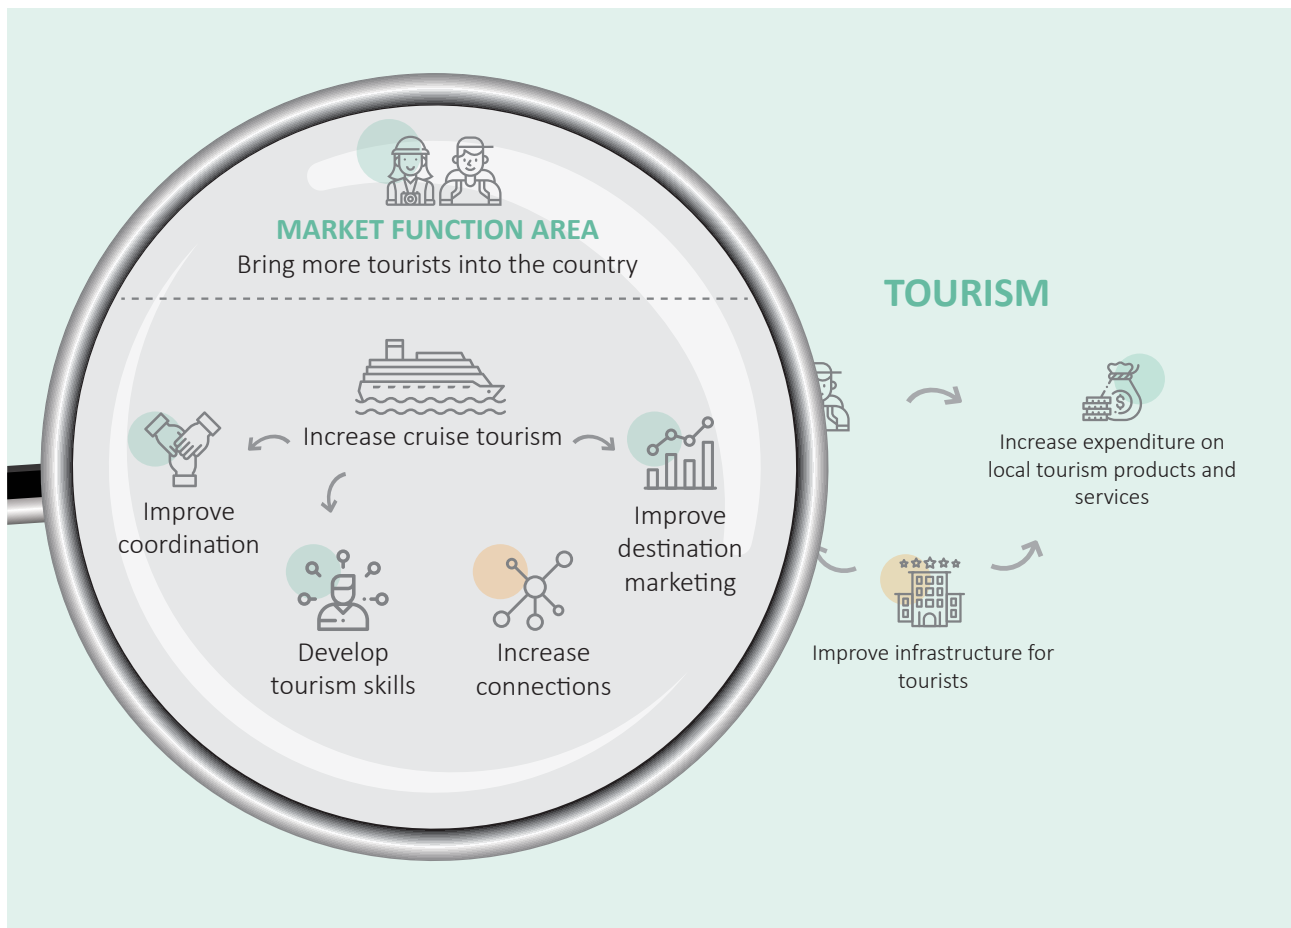 MARKET FUNCTION AREA
Bring more tourists into the country
Increase cruise tourism
Improve
coordination
Develop
tourism skills
Increase
connections
Improve
destination
marketing
TOURISM
Increase expenditure on
local tourism products and
services
$
Improve infrastructure for
tourists